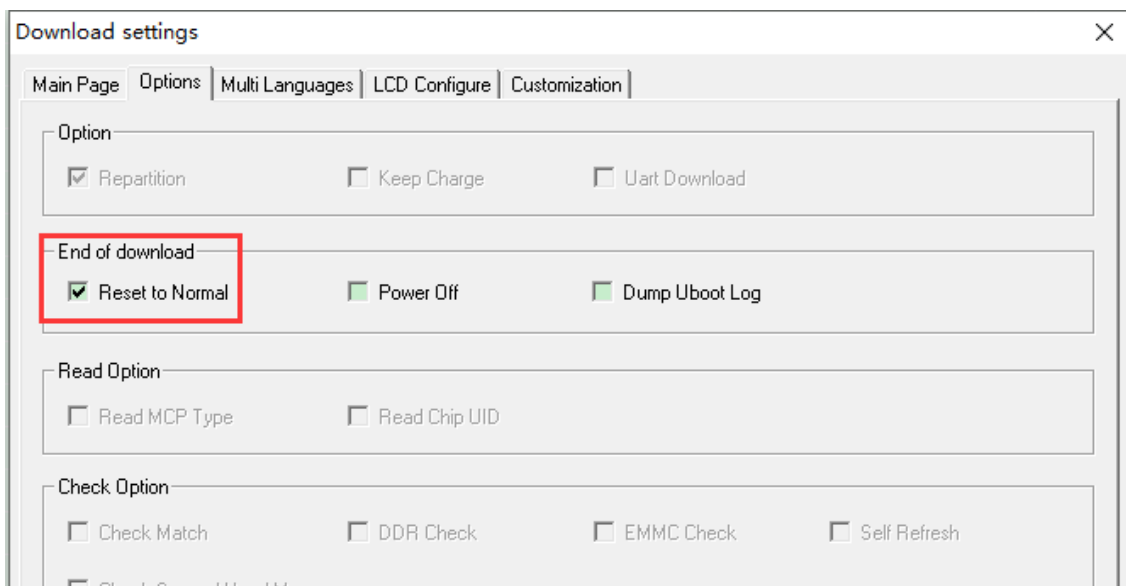 Download settings
Main Page Options Multi Languages LCD Configure Customization
Option
Repartition Keep Charge Uart Download
End of download
Reset to Normal Power Off Dump Uboot Log
Read Option
Read MCP Type Read Chip UID
Check Option
Check Match DDR Check EMMC Check Self Refresh